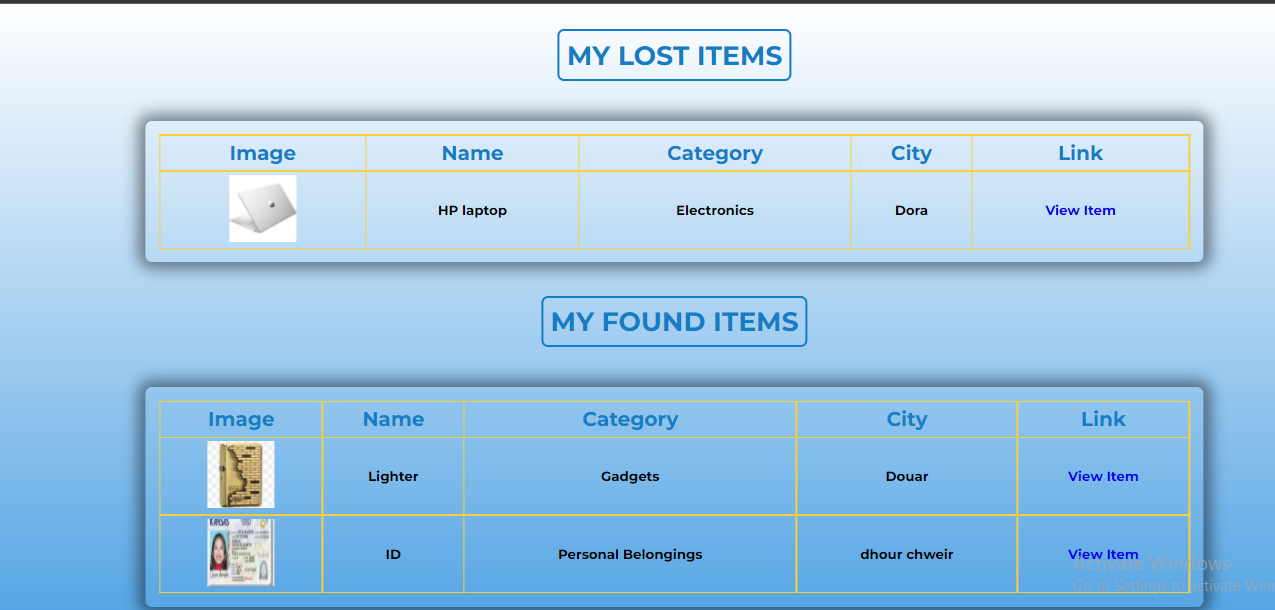 MY LOST ITEMS
Image Name Category City Link
HP laptop Electronics Dora View Item
MY FOUND ITEMS
Image Name Category City Link
Lighter Gadgets Douar View Item
KANSAS
ID Personal Belongings dhour chweir View Item
Activate Windows
Go to Settings to activate Win